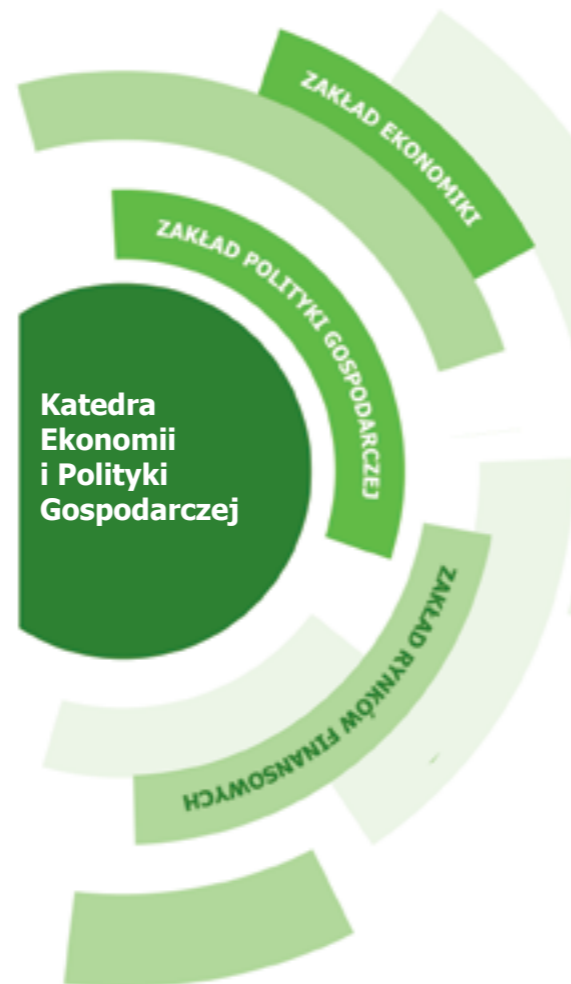 ZAKŁAD EKONOMIKI
ZAKŁAD POLITYKI GOSPODARCZEJ
Katedra
Ekonomii
i Polityki
Gospodarczej
ZAKŁAD RYNKÓW FINANSOWYCH